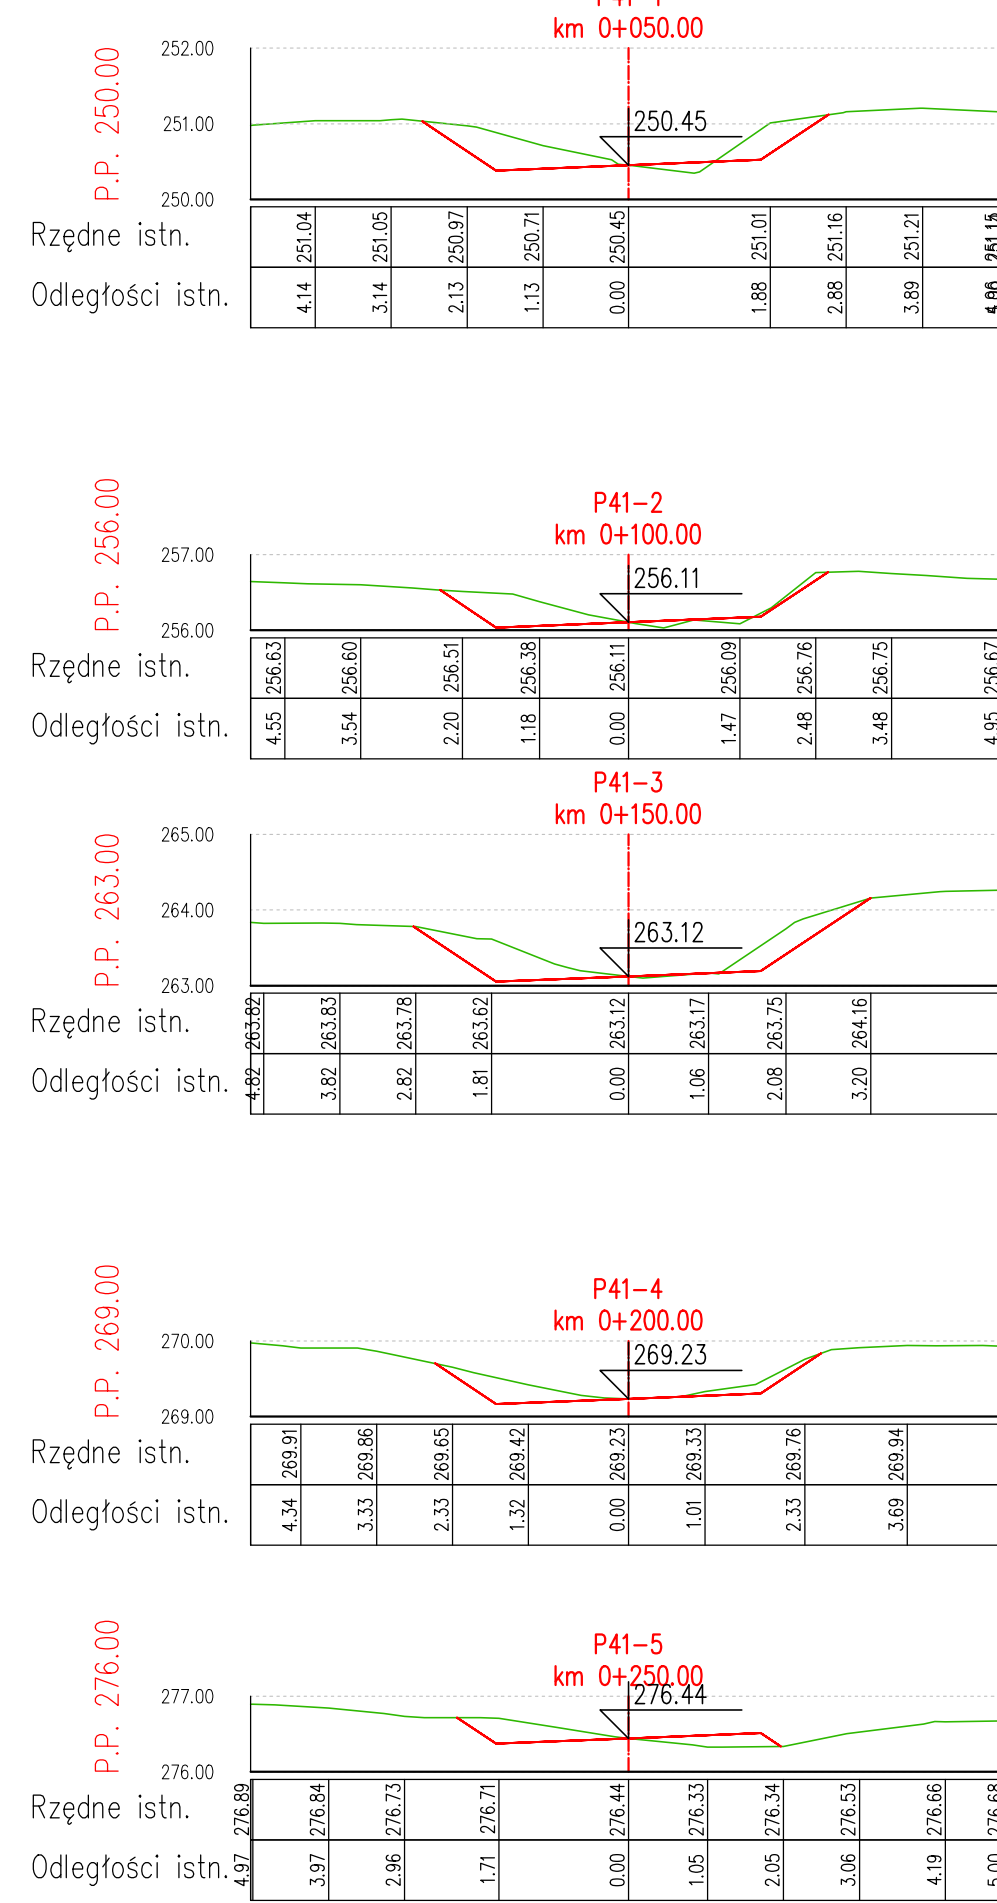 km 0+050.00
P.P. 250.00
252.00
251.00
250.00
250.45
Rzędne istn. 251.04 251.05 250.97 250.71 250.45 251.01 251.16 251.21
Odległości istn. 4.14 3.14 2.13 1.13 0.00 1.88 2.88 3.89
P41-2
km 0+100.00
P.P. 256.00
257.00
256.00
256.11
Rzędne istn. 256.63 256.60 256.51 256.38 256.11 256.09 256.76 256.75 256.67
Odległości istn. 4.55 3.54 2.20 1.18 0.00 1.47 2.48 3.48 4.95
P41-3
km 0+150.00
P.P. 263.00
265.00
264.00
263.00
263.12
Rzędne istn. 263.82 263.83 263.78 263.62 263.12 263.17 263.75 264.16
Odległości istn. 4.82 3.82 2.82 1.81 0.00 1.06 2.08 3.20
P41-4
km 0+200.00
P.P. 269.00
270.00
269.00
269.23
Rzędne istn. 269.91 269.86 269.65 269.42 269.23 269.33 269.76 269.94
Odległości istn. 4.34 3.33 2.33 1.32 0.00 1.01 2.33 3.69
P41-5
km 0+250.00
P.P. 276.00
277.00
276.00
276.44
Rzędne istn. 276.89 276.84 276.73 276.71 276.44 276.33 276.34 276.53 276.66 276.68
Odległości istn. 4.97 3.97 2.96 1.71 0.00 1.05 2.05 3.06 4.19 5.00